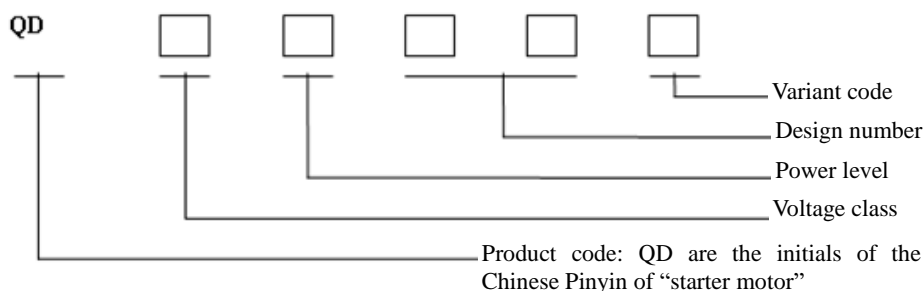 QD
Variant code
Design number
Power level
Voltage class
Product code: QD are the initials of the
Chinese Pinyin of “starter motor”